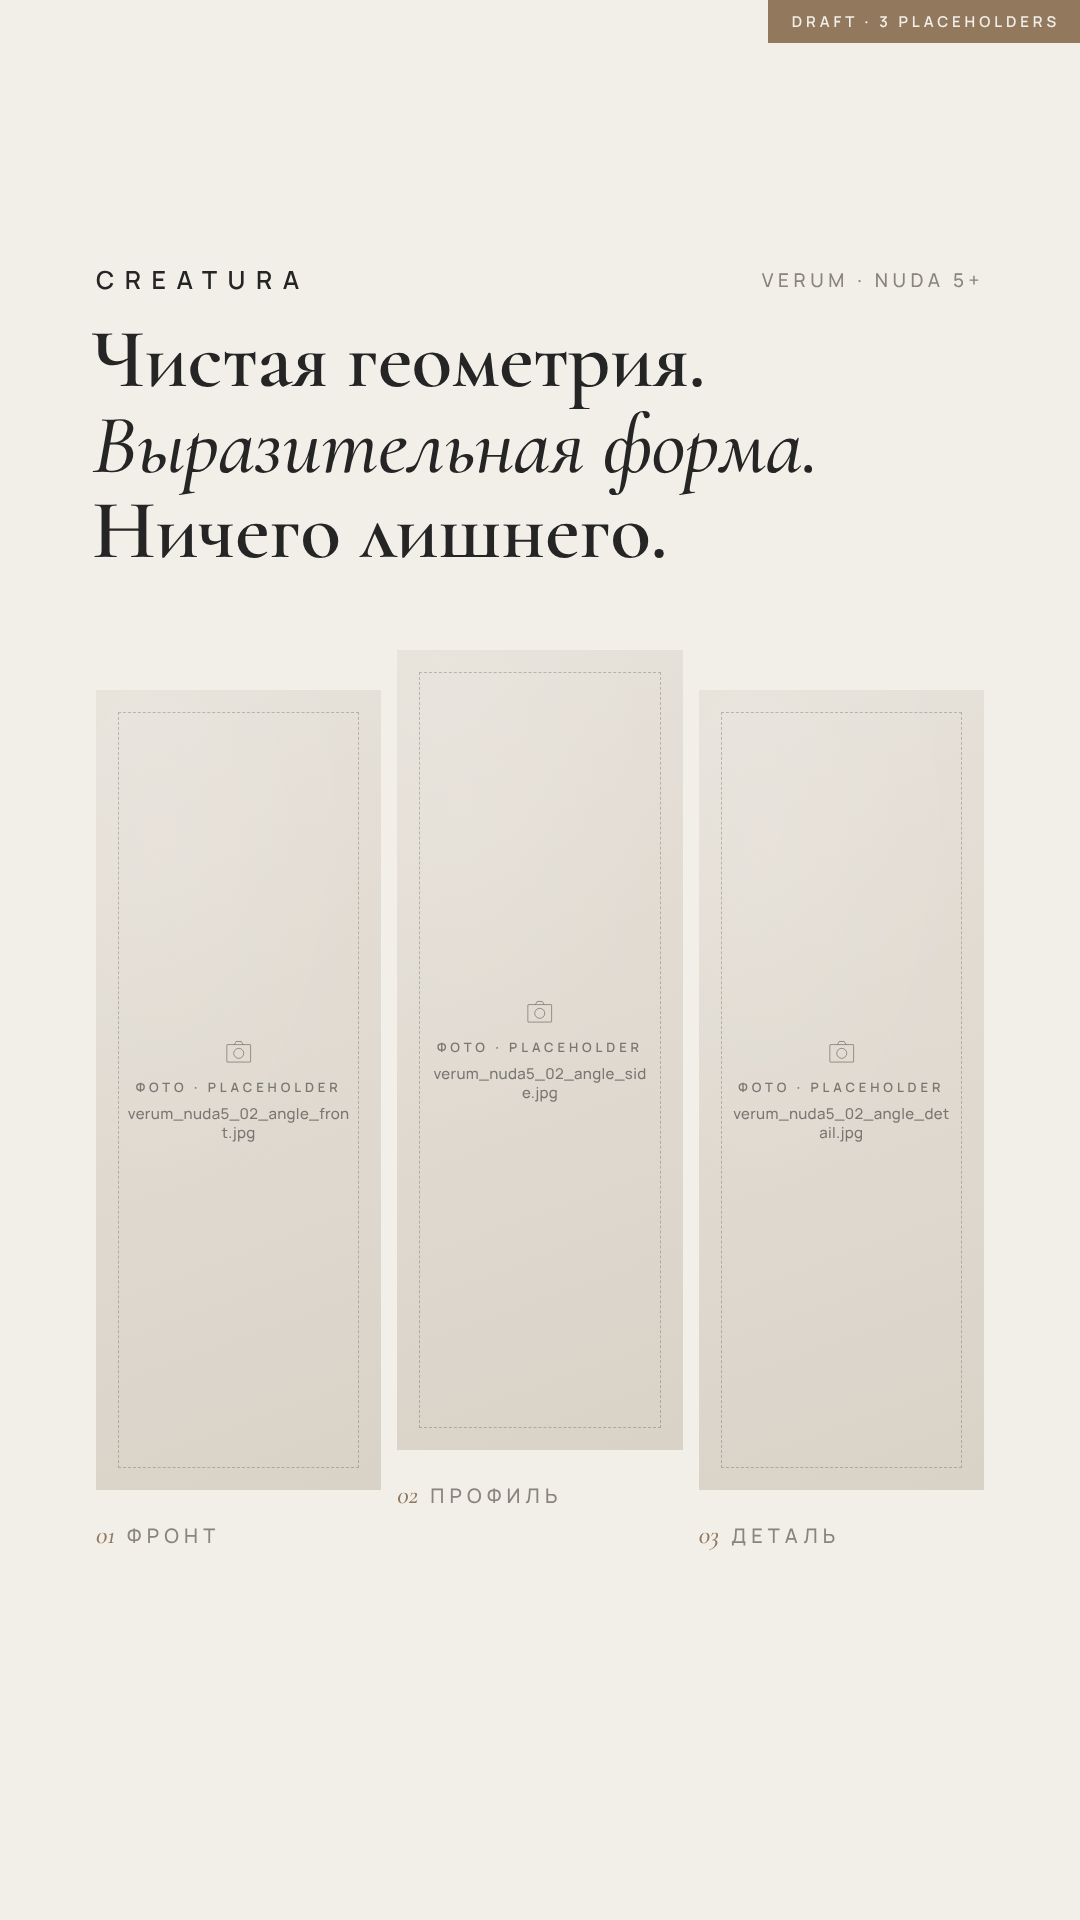 DRAFT · 3 PLACEHOLDERS
CREATURA
VERUM · NUDA 5+
Чистая геометрия.
Выразительная форма.
Ничего лишнего.
ФОТО · PLACEHOLDER
verum_nuda5_02_angle_fron
t.jpg
ФОТО · PLACEHOLDER
verum_nuda5_02_angle_sid
e.jpg
ФОТО · PLACEHOLDER
verum_nuda5_02_angle_det
ail.jpg
01 ФРОНТ
02 ПРОФИЛЬ
03 ДЕТАЛЬ